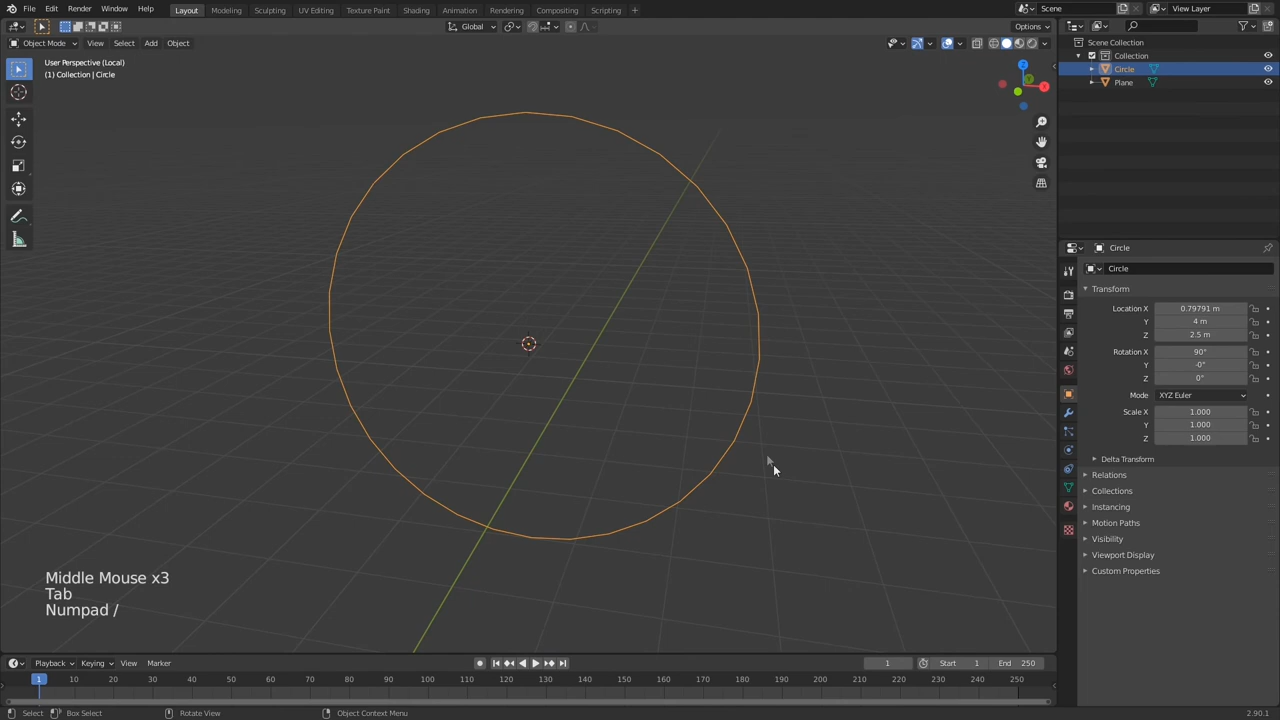 File Edit Render Window Help
Layout Modeling Sculpting UV Editing Texture Paint Shading Animation Rendering Compositing Scripting +
Scene
View Layer
Global
Options
Object Mode View Select Add Object
User Perspective (Local)
(1) Collection | Circle
Z
Y
X
Middle Mouse x3
Tab
Numpad /
Scene Collection
Collection
Circle
Plane
Circle
Circle
Transform
Location X 0.79791 m
Y 4 m
Z 2.5 m
Rotation X 90°
Y -0°
Z 0°
Mode XYZ Euler
Scale X 1.000
Y 1.000
Z 1.000
Delta Transform
Relations
Collections
Instancing
Motion Paths
Visibility
Viewport Display
Custom Properties
Playback Keying View Marker
1 Start 1 End 250
1 10 20 30 40 50 60 70 80 90 100 110 120 130 140 150 160 170 180 190 200 210 220 230 240 250
Select Box Select Rotate View Object Context Menu 2.90.1